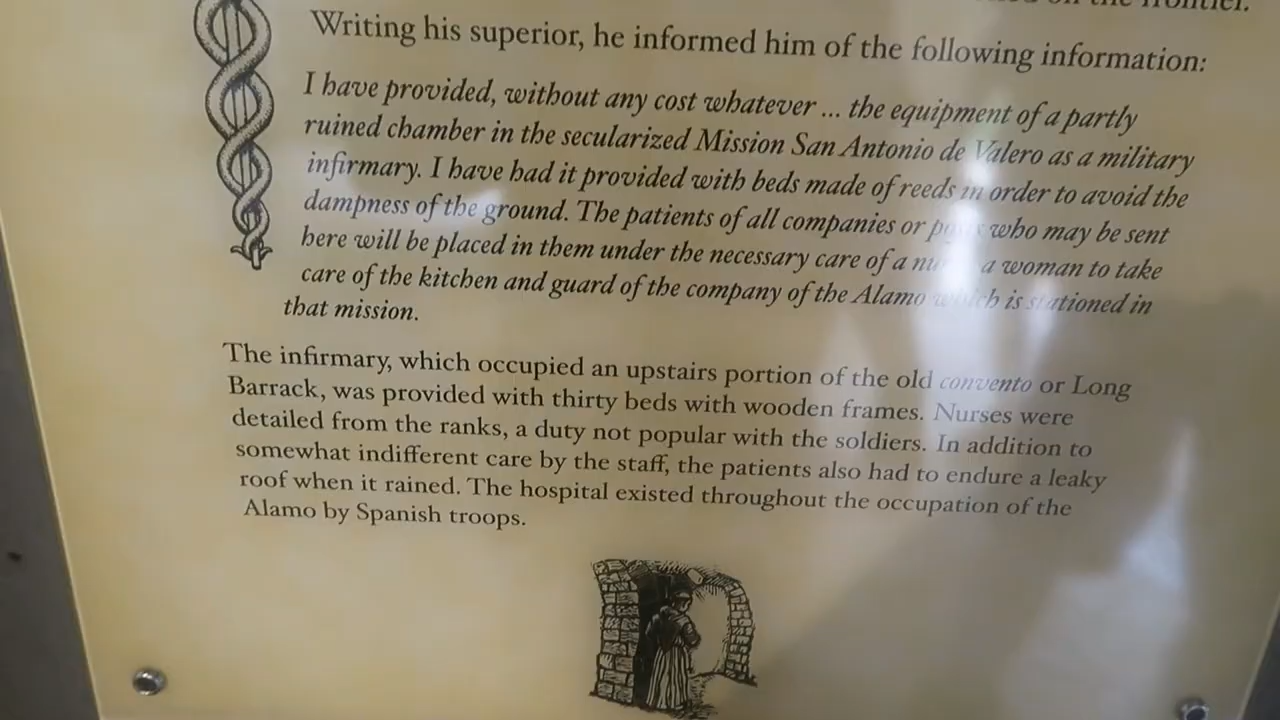 on the frontier.
Writing his superior, he informed him of the following information:
I have provided, without any cost whatever ... the equipment of a partly
ruined chamber in the secularized Mission San Antonio de Valero as a military
infirmary. I have had it provided with beds made of reeds in order to avoid the
dampness of the ground. The patients of all companies or who may be sent
here will be placed in them under the necessary care of a a woman to take
care of the kitchen and guard of the company of the Alamo which is stationed in
that mission.
The infirmary, which occupied an upstairs portion of the old convento or Long
Barrack, was provided with thirty beds with wooden frames. Nurses were
detailed from the ranks, a duty not popular with the soldiers. In addition to
somewhat indifferent care by the staff, the patients also had to endure a leaky
roof when it rained. The hospital existed throughout the occupation of the
Alamo by Spanish troops.